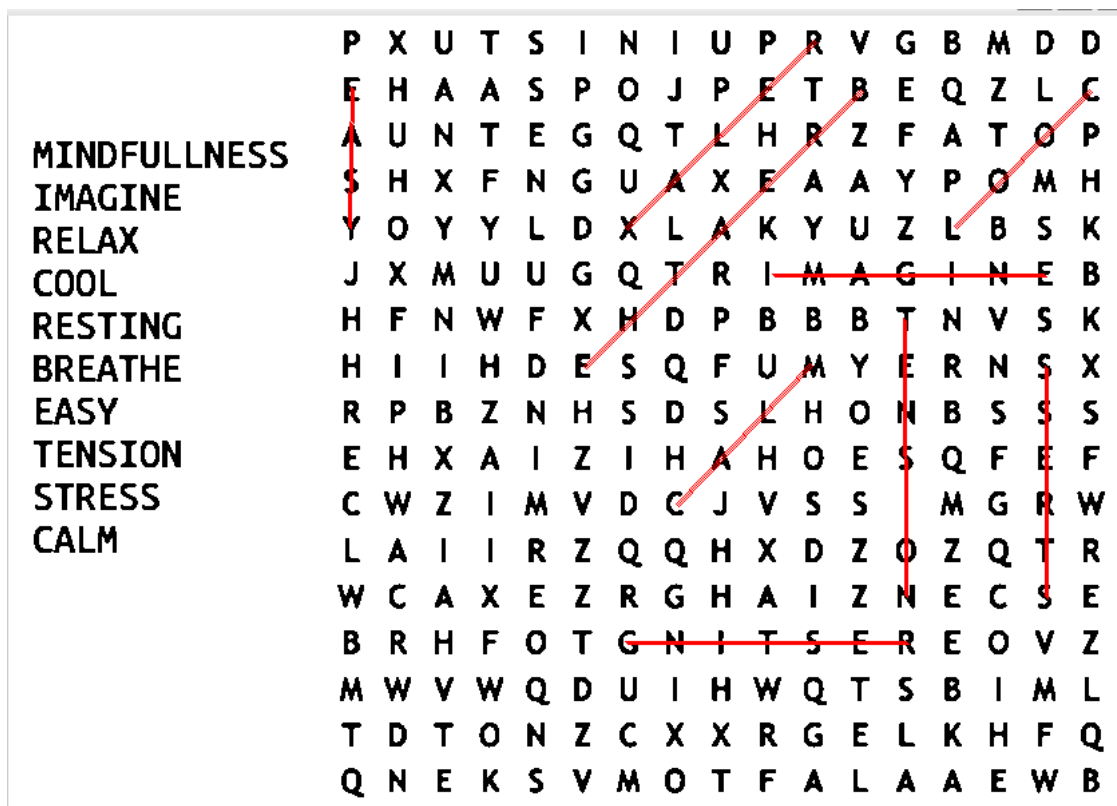 MINDFULLNESS
IMAGINE
RELAX
COOL
RESTING
BREATHE
EASY
TENSION
STRESS
CALM
P X U T S I N I U P R V G B M D D
E H A A S P O J P E T B E Q Z L C
A U N T E G Q T L H R Z F A T O P
S H X F N G U A X E A A Y P O M H
Y O Y Y L D X L A K Y U Z L B S K
J X M U U G Q T R I M A G I N E B
H F N W F X H D P B B B T N V S K
H I I H D E S Q F U M Y E R N S X
R P B Z N H S D S L H O N B S S S
E H X A I Z I H A H O E S Q F E F
C W Z I M V D C J V S S I M G R W
L A I I R Z Q Q H X D Z O Z Q T R
W C A X E Z R G H A I Z N E C S E
B R H F O T G N I T S E R E O V Z
M W V W Q D U I H W Q T S B I M L
T D T O N Z C X X R G E L K H F Q
Q N E K S V M O T F A L A A E W B